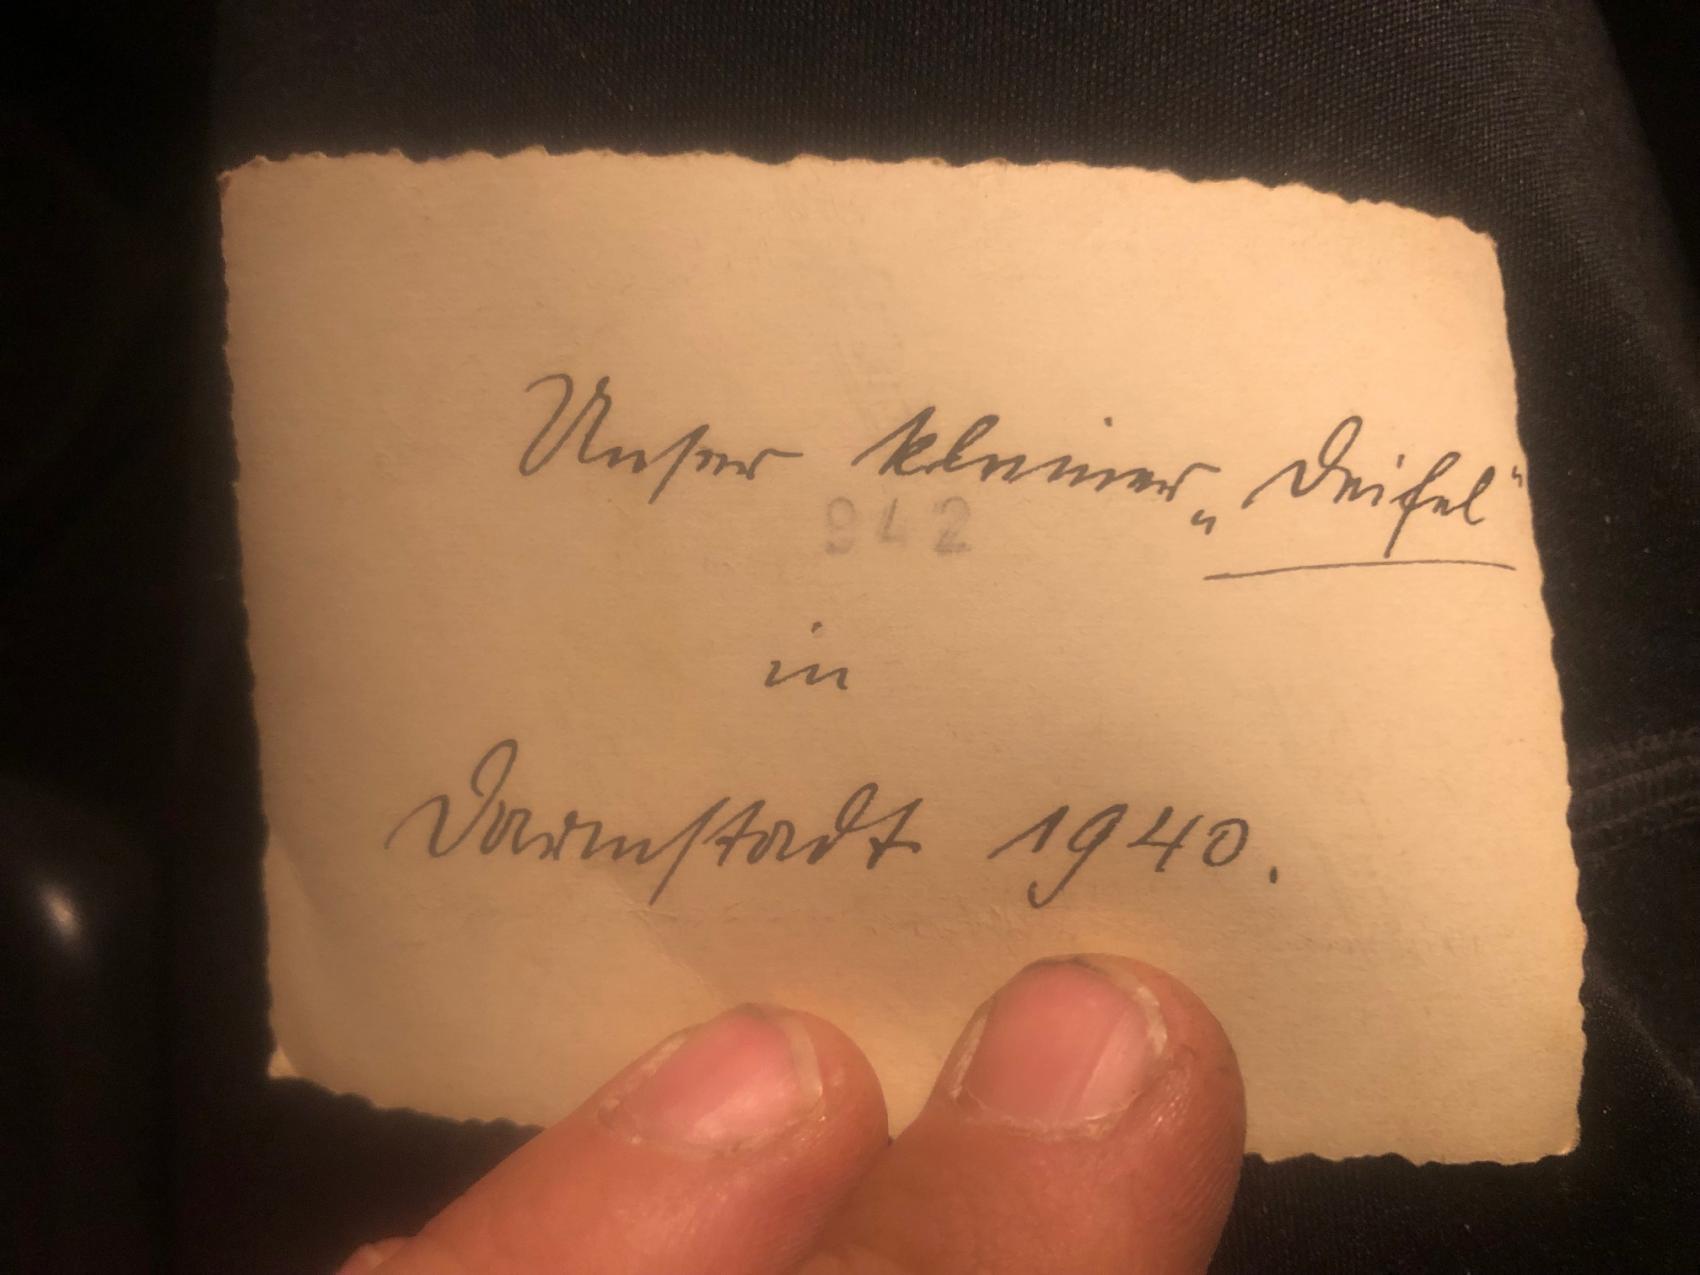 Unser kleiner „Deifel“
942
in
Darmstadt 1940.